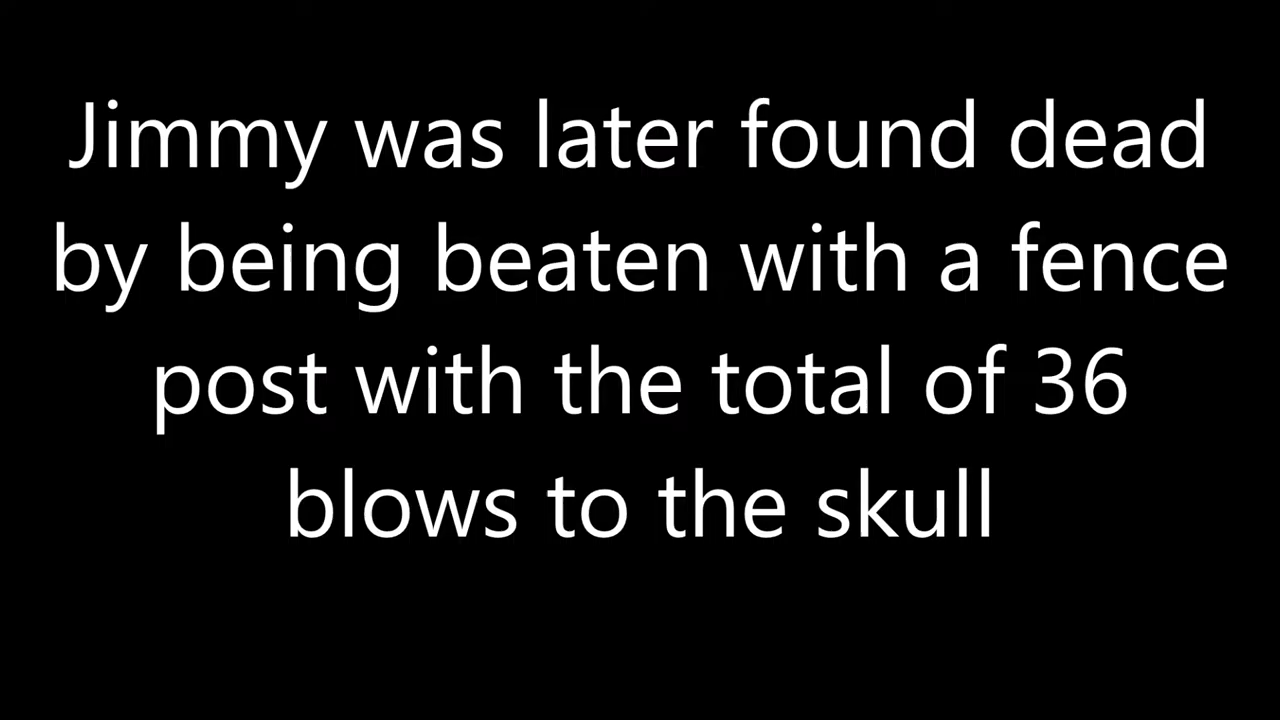 Jimmy was later found dead
by being beaten with a fence
post with the total of 36
blows to the skull